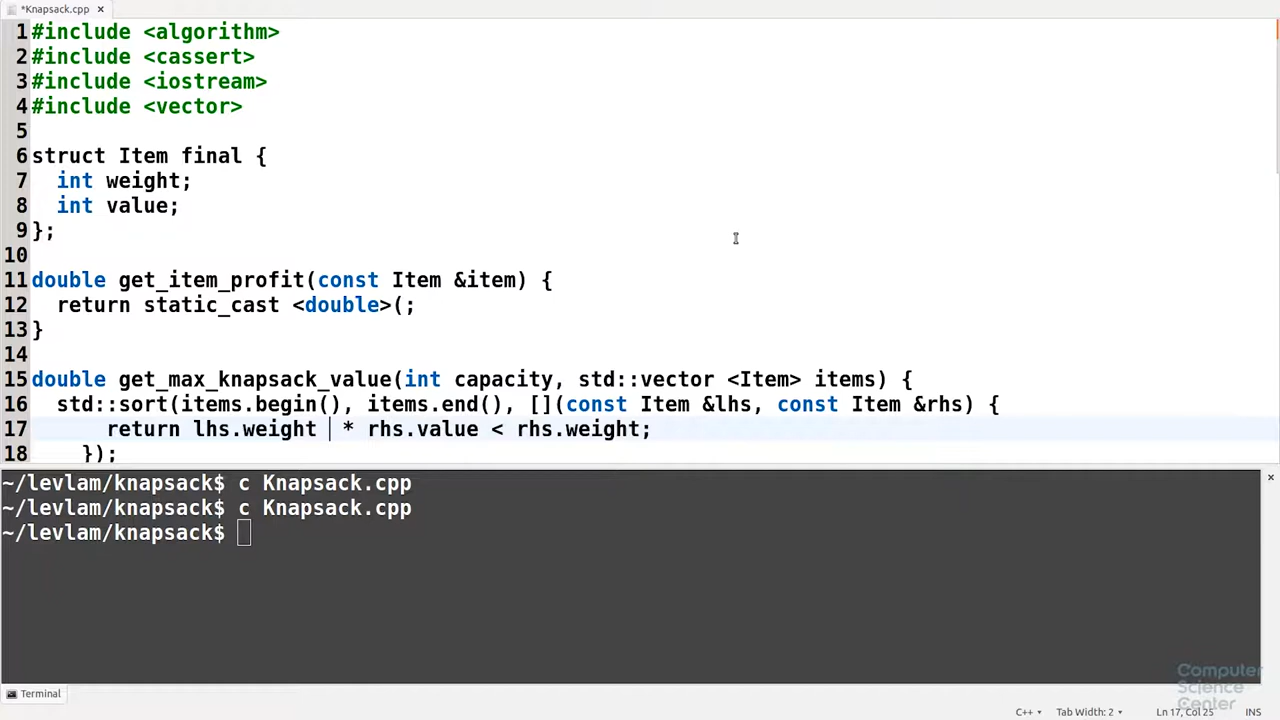 *Knapsack.cpp ×
1 #include <algorithm>
2 #include <cassert>
3 #include <iostream>
4 #include <vector>
5
6 struct Item final {
7   int weight;
8   int value;
9 };
10
11 double get_item_profit(const Item &item) {
12   return static_cast <double>(;
13 }
14
15 double get_max_knapsack_value(int capacity, std::vector <Item> items) {
16   std::sort(items.begin(), items.end(), [](const Item &lhs, const Item &rhs) {
17       return lhs.weight  * rhs.value < rhs.weight;
18     });
~/levlam/knapsack$ c Knapsack.cpp
~/levlam/knapsack$ c Knapsack.cpp
~/levlam/knapsack$
Computer
Science
Center
Terminal
C++ Tab Width: 2 Ln 17, Col 25 INS